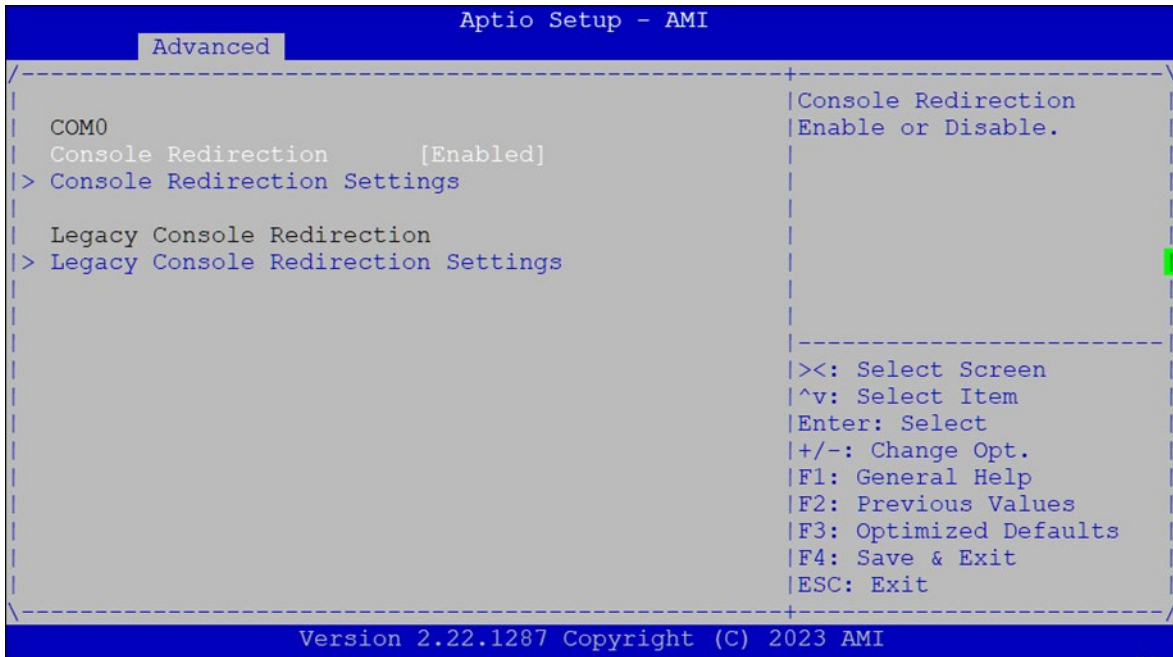 Aptio Setup - AMI
Advanced
/----------------------------------------------------+-------------------------\
|Console Redirection
COM0 |Enable or Disable.
Console Redirection [Enabled]
|> Console Redirection Settings
Legacy Console Redirection
|> Legacy Console Redirection Settings
|-------------------------|
|><: Select Screen
|^v: Select Item
|Enter: Select
|+/-: Change Opt.
|F1: General Help
|F2: Previous Values
|F3: Optimized Defaults
|F4: Save & Exit
|ESC: Exit
\----------------------------------------------------+-------------------------/
Version 2.22.1287 Copyright (C) 2023 AMI